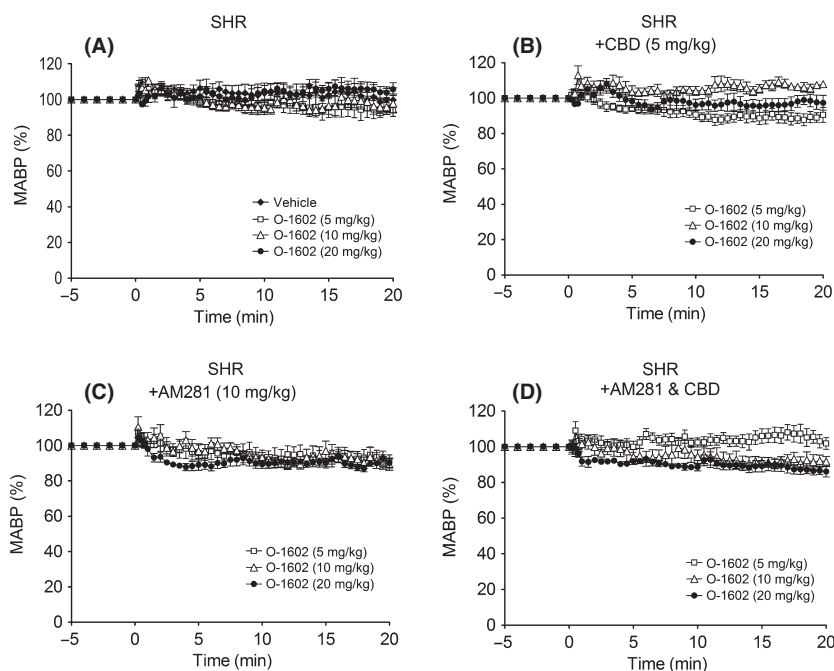 (A)
SHR
120
100
80
60
40
20
0
MABP (%)
Vehicle
O-1602 (5 mg/kg)
O-1602 (10 mg/kg)
O-1602 (20 mg/kg)
−5 0 5 10 15 20
Time (min)
(B)
SHR
+CBD (5 mg/kg)
120
100
80
60
40
20
0
MABP (%)
O-1602 (5 mg/kg)
O-1602 (10 mg/kg)
O-1602 (20 mg/kg)
−5 0 5 10 15 20
Time (min)
(C)
SHR
+AM281 (10 mg/kg)
120
100
80
60
40
20
0
MABP (%)
O-1602 (5 mg/kg)
O-1602 (10 mg/kg)
O-1602 (20 mg/kg)
−5 0 5 10 15 20
Time (min)
(D)
SHR
+AM281 & CBD
120
100
80
60
40
20
0
MABP (%)
O-1602 (5 mg/kg)
O-1602 (10 mg/kg)
O-1602 (20 mg/kg)
−5 0 5 10 15 20
Time (min)